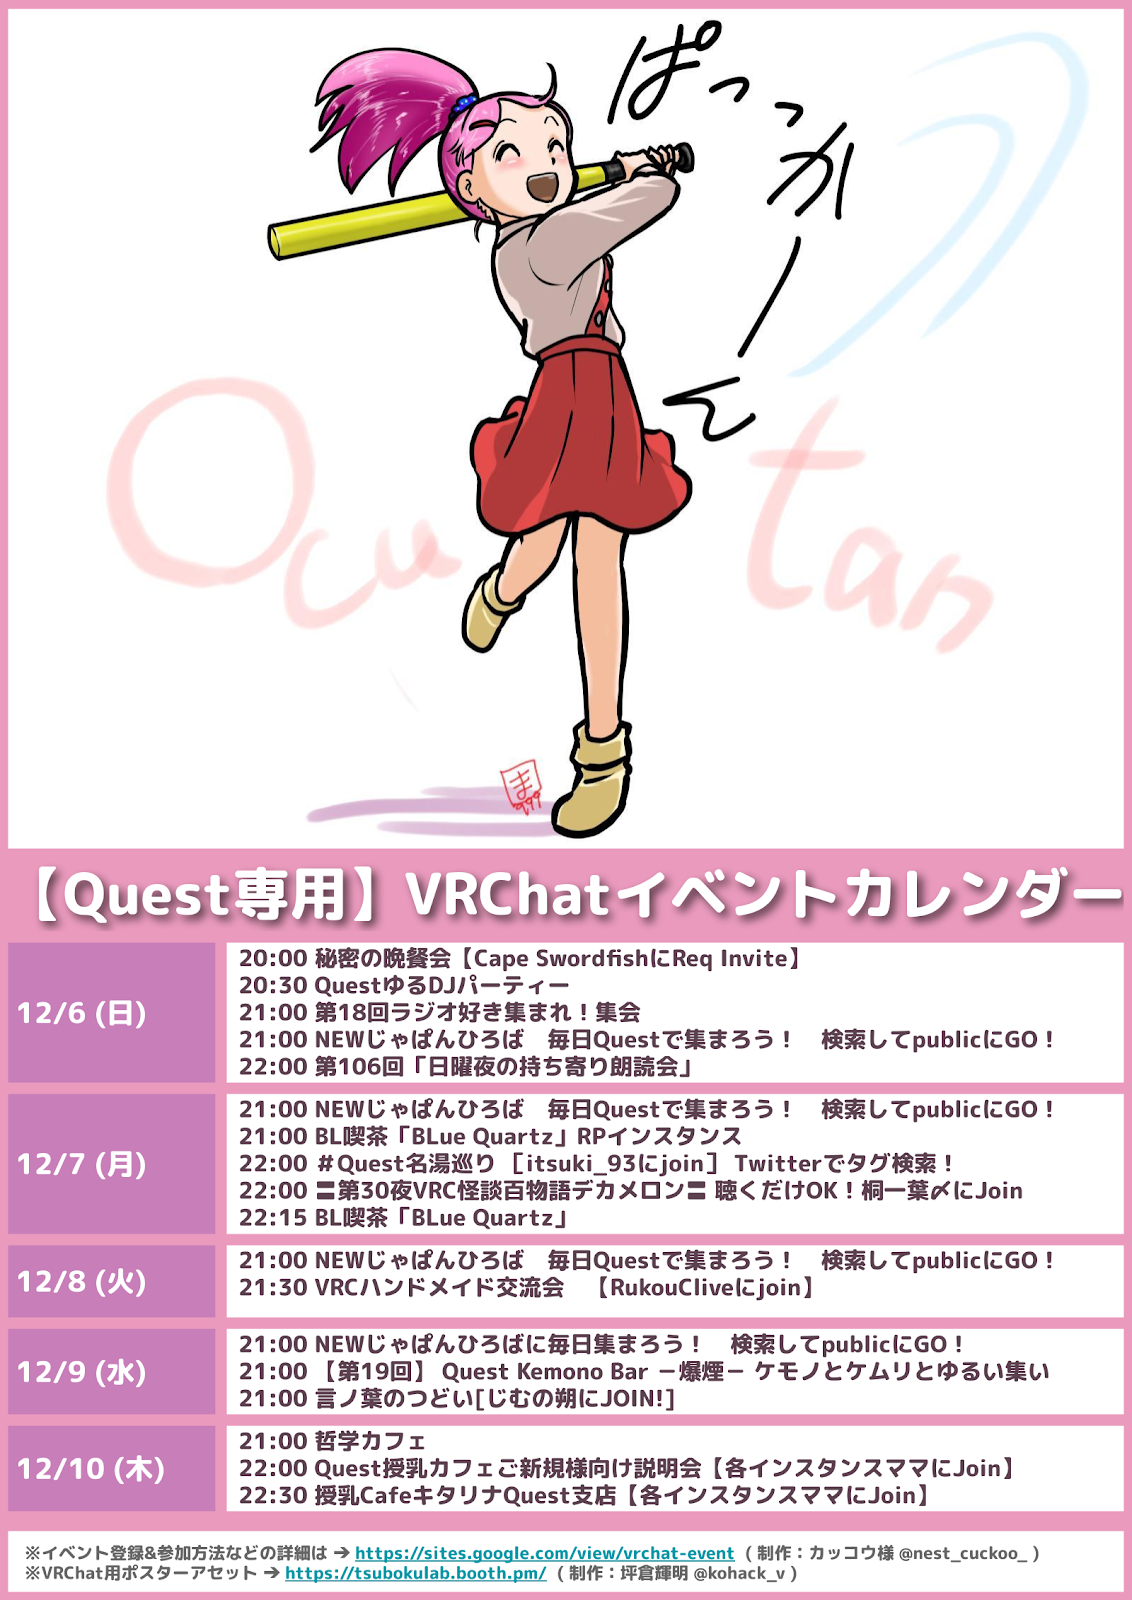 ぱっっかーん
Ocu tan
ま
999
【Quest専用】VRChatイベントカレンダー
12/6 (日)
20:00 秘密の晩餐会【Cape SwordfishにReq Invite】
20:30 QuestゆるDJパーティー
21:00 第18回ラジオ好き集まれ！集会
21:00 NEWじゃぱんひろば　毎日Questで集まろう！　検索してpublicにGO！
22:00 第106回「日曜夜の持ち寄り朗読会」
12/7 (月)
21:00 NEWじゃぱんひろば　毎日Questで集まろう！　検索してpublicにGO！
21:00 BL喫茶「BLue Quartz」RPインスタンス
22:00 ＃Quest名湯巡り ［itsuki_93にjoin］ Twitterでタグ検索！
22:00 〓第30夜VRC怪談百物語デカメロン〓 聴くだけOK！桐一葉〆にJoin
22:15 BL喫茶「BLue Quartz」
12/8 (火)
21:00 NEWじゃぱんひろば　毎日Questで集まろう！　検索してpublicにGO！
21:30 VRCハンドメイド交流会　【RukouCliveにjoin】
12/9 (水)
21:00 NEWじゃぱんひろばに毎日集まろう！　検索してpublicにGO！
21:00 【第19回】 Quest Kemono Bar －爆煙－ ケモノとケムリとゆるい集い
21:00 言ノ葉のつどい[じむの朔にJOIN!]
12/10 (木)
21:00 哲学カフェ
22:00 Quest授乳カフェご新規様向け説明会【各インスタンスママにJoin】
22:30 授乳CafeキタリナQuest支店【各インスタンスママにJoin】
※イベント登録&参加方法などの詳細は ➔ https://sites.google.com/view/vrchat-event （制作：カッコウ様 @nest_cuckoo_ ）
※VRChat用ポスターアセット ➔ https://tsubokulab.booth.pm/ （制作：坪倉輝明 @kohack_v ）